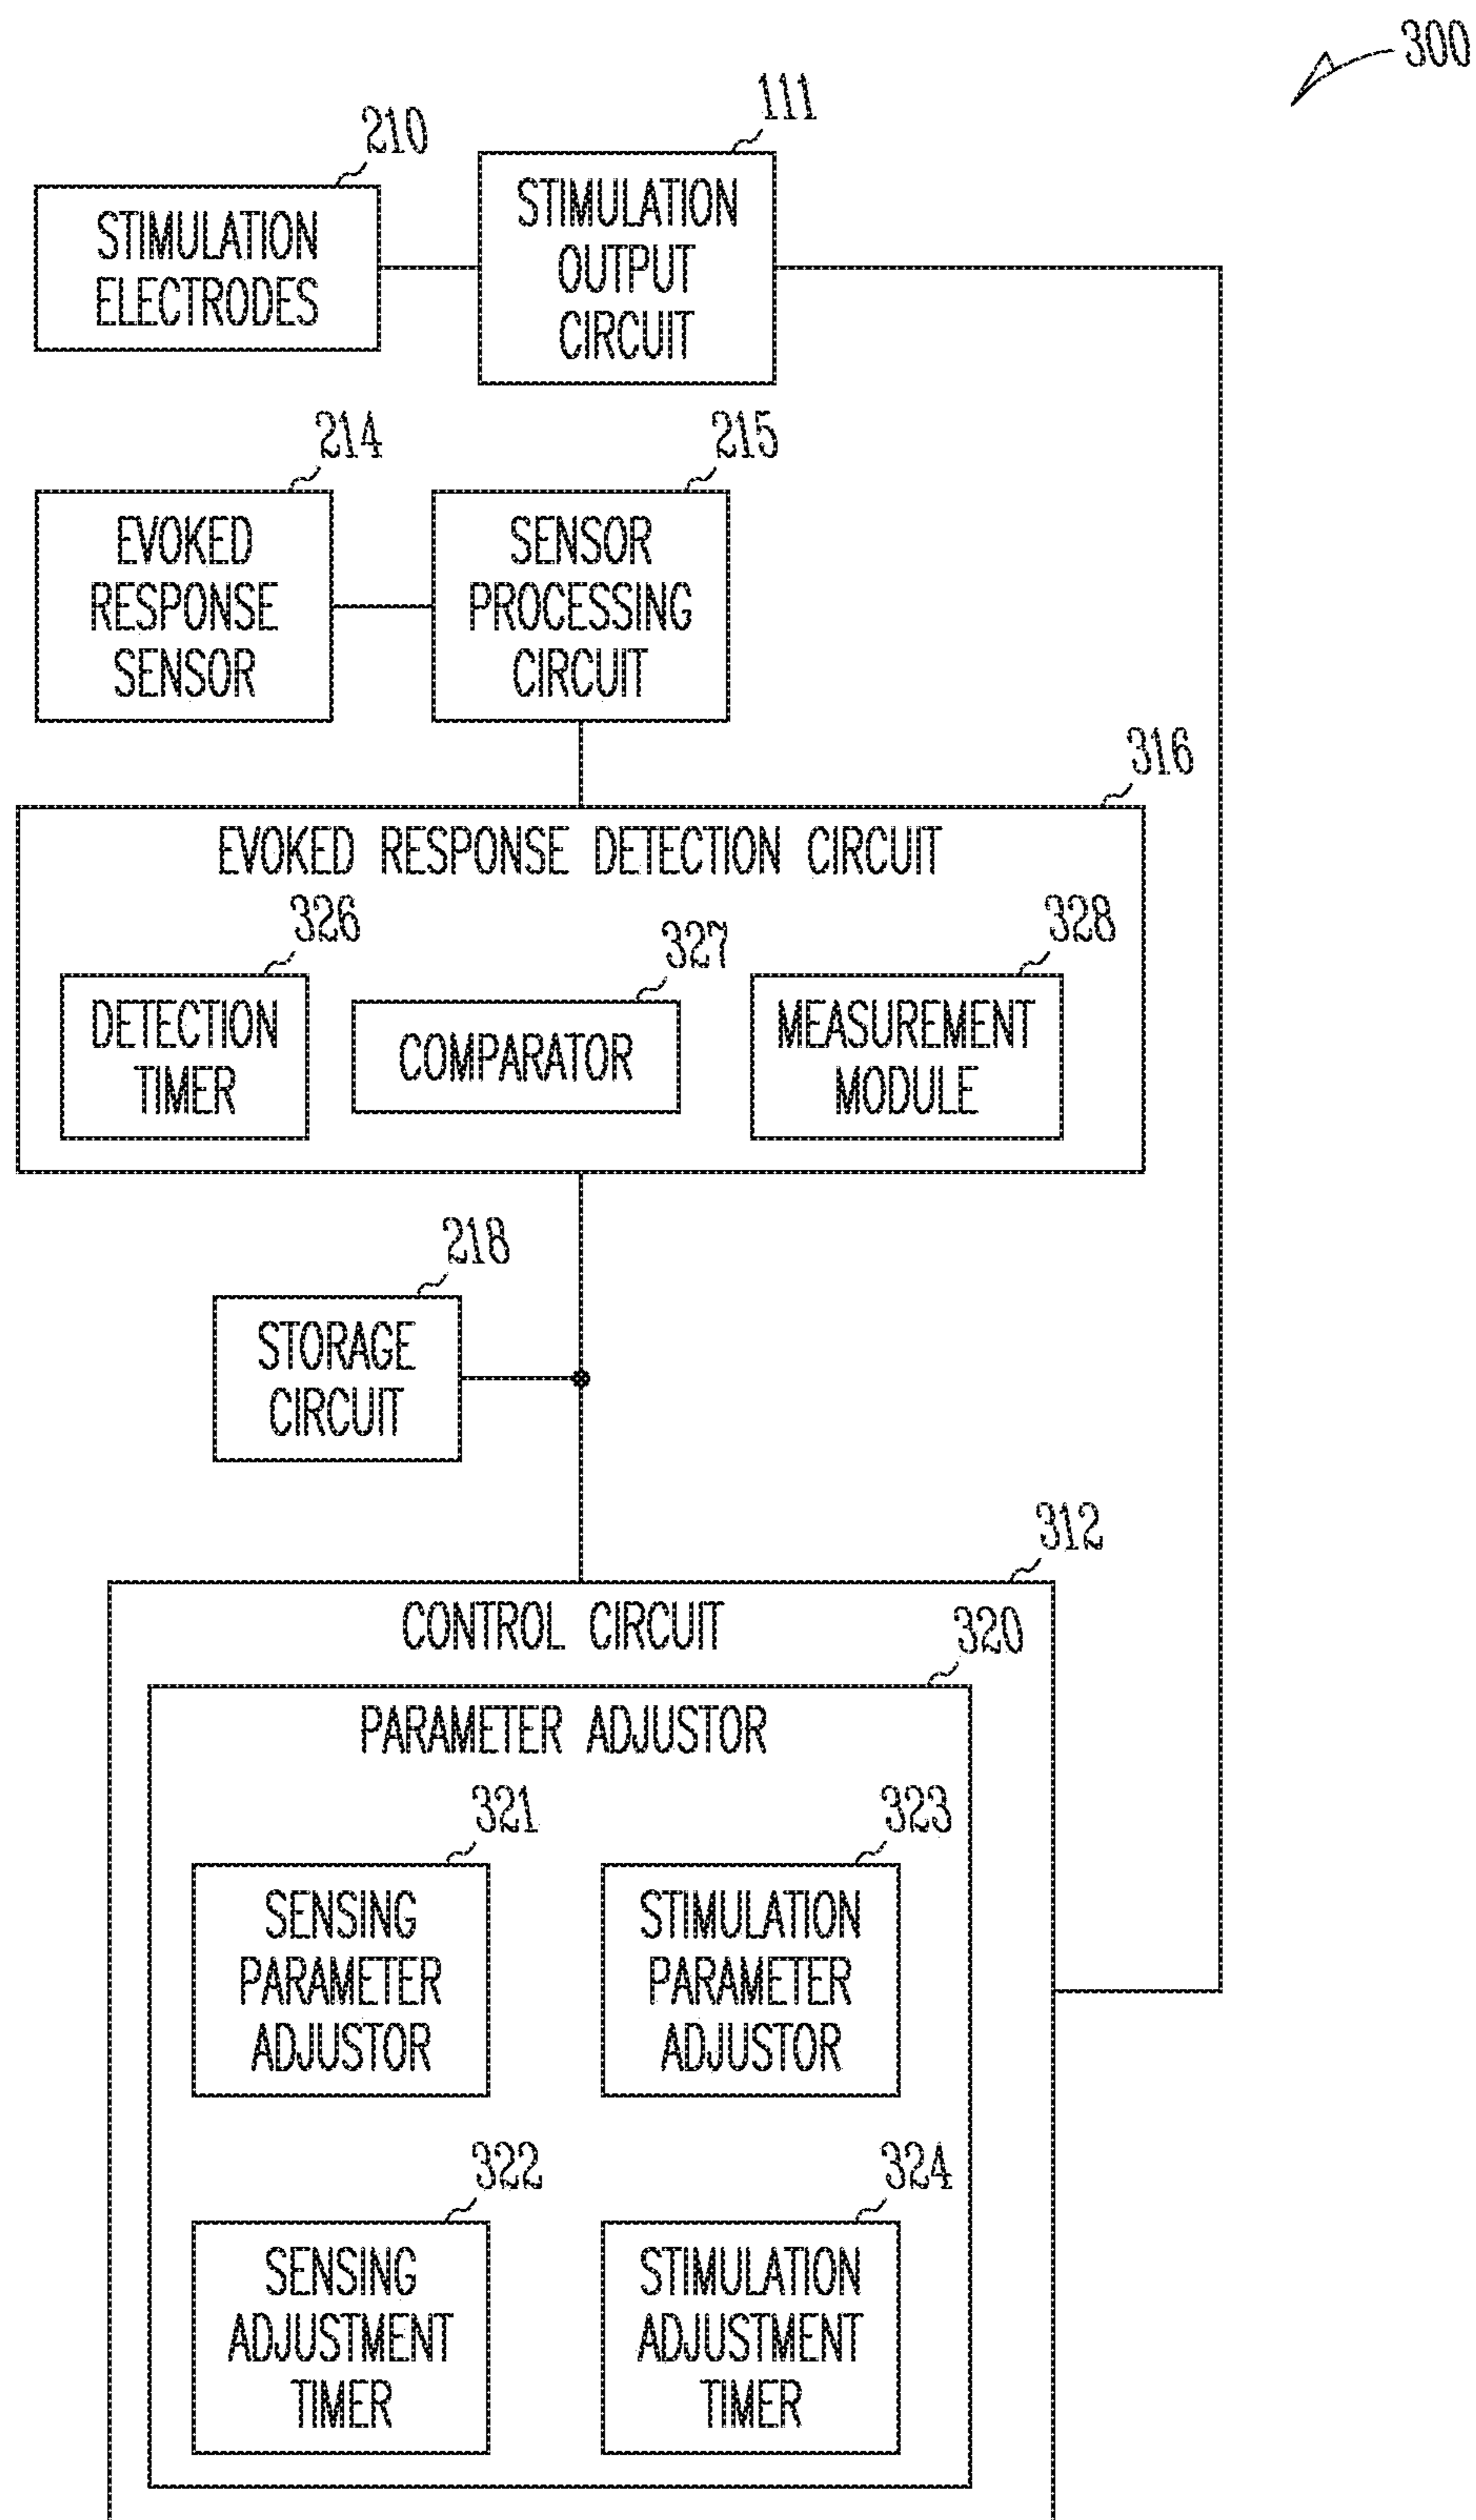 300
111
210
STIMULATION
ELECTRODES
STIMULATION
OUTPUT
CIRCUIT
214
215
EVOKED
RESPONSE
SENSOR
SENSOR
PROCESSING
CIRCUIT
316
EVOKED RESPONSE DETECTION CIRCUIT
326
327
328
DETECTION
TIMER
COMPARATOR
MEASUREMENT
MODULE
218
STORAGE
CIRCUIT
312
CONTROL CIRCUIT
320
PARAMETER ADJUSTOR
321
323
SENSING
PARAMETER
ADJUSTOR
STIMULATION
PARAMETER
ADJUSTOR
322
324
SENSING
ADJUSTMENT
TIMER
STIMULATION
ADJUSTMENT
TIMER